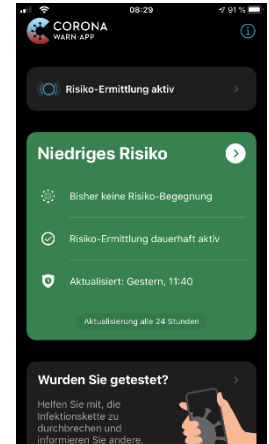 08:29
91 %
CORONA
WARN-APP
Risiko-Ermittlung aktiv
Niedriges Risiko
Bisher keine Risiko-Begegnung
Risiko-Ermittlung dauerhaft aktiv
Aktualisiert: Gestern, 11:40
Aktualisierung alle 24 Stunden
Wurden Sie getestet?
Helfen Sie mit, die
Infektionskette zu
durchbrechen und
informieren Sie andere.